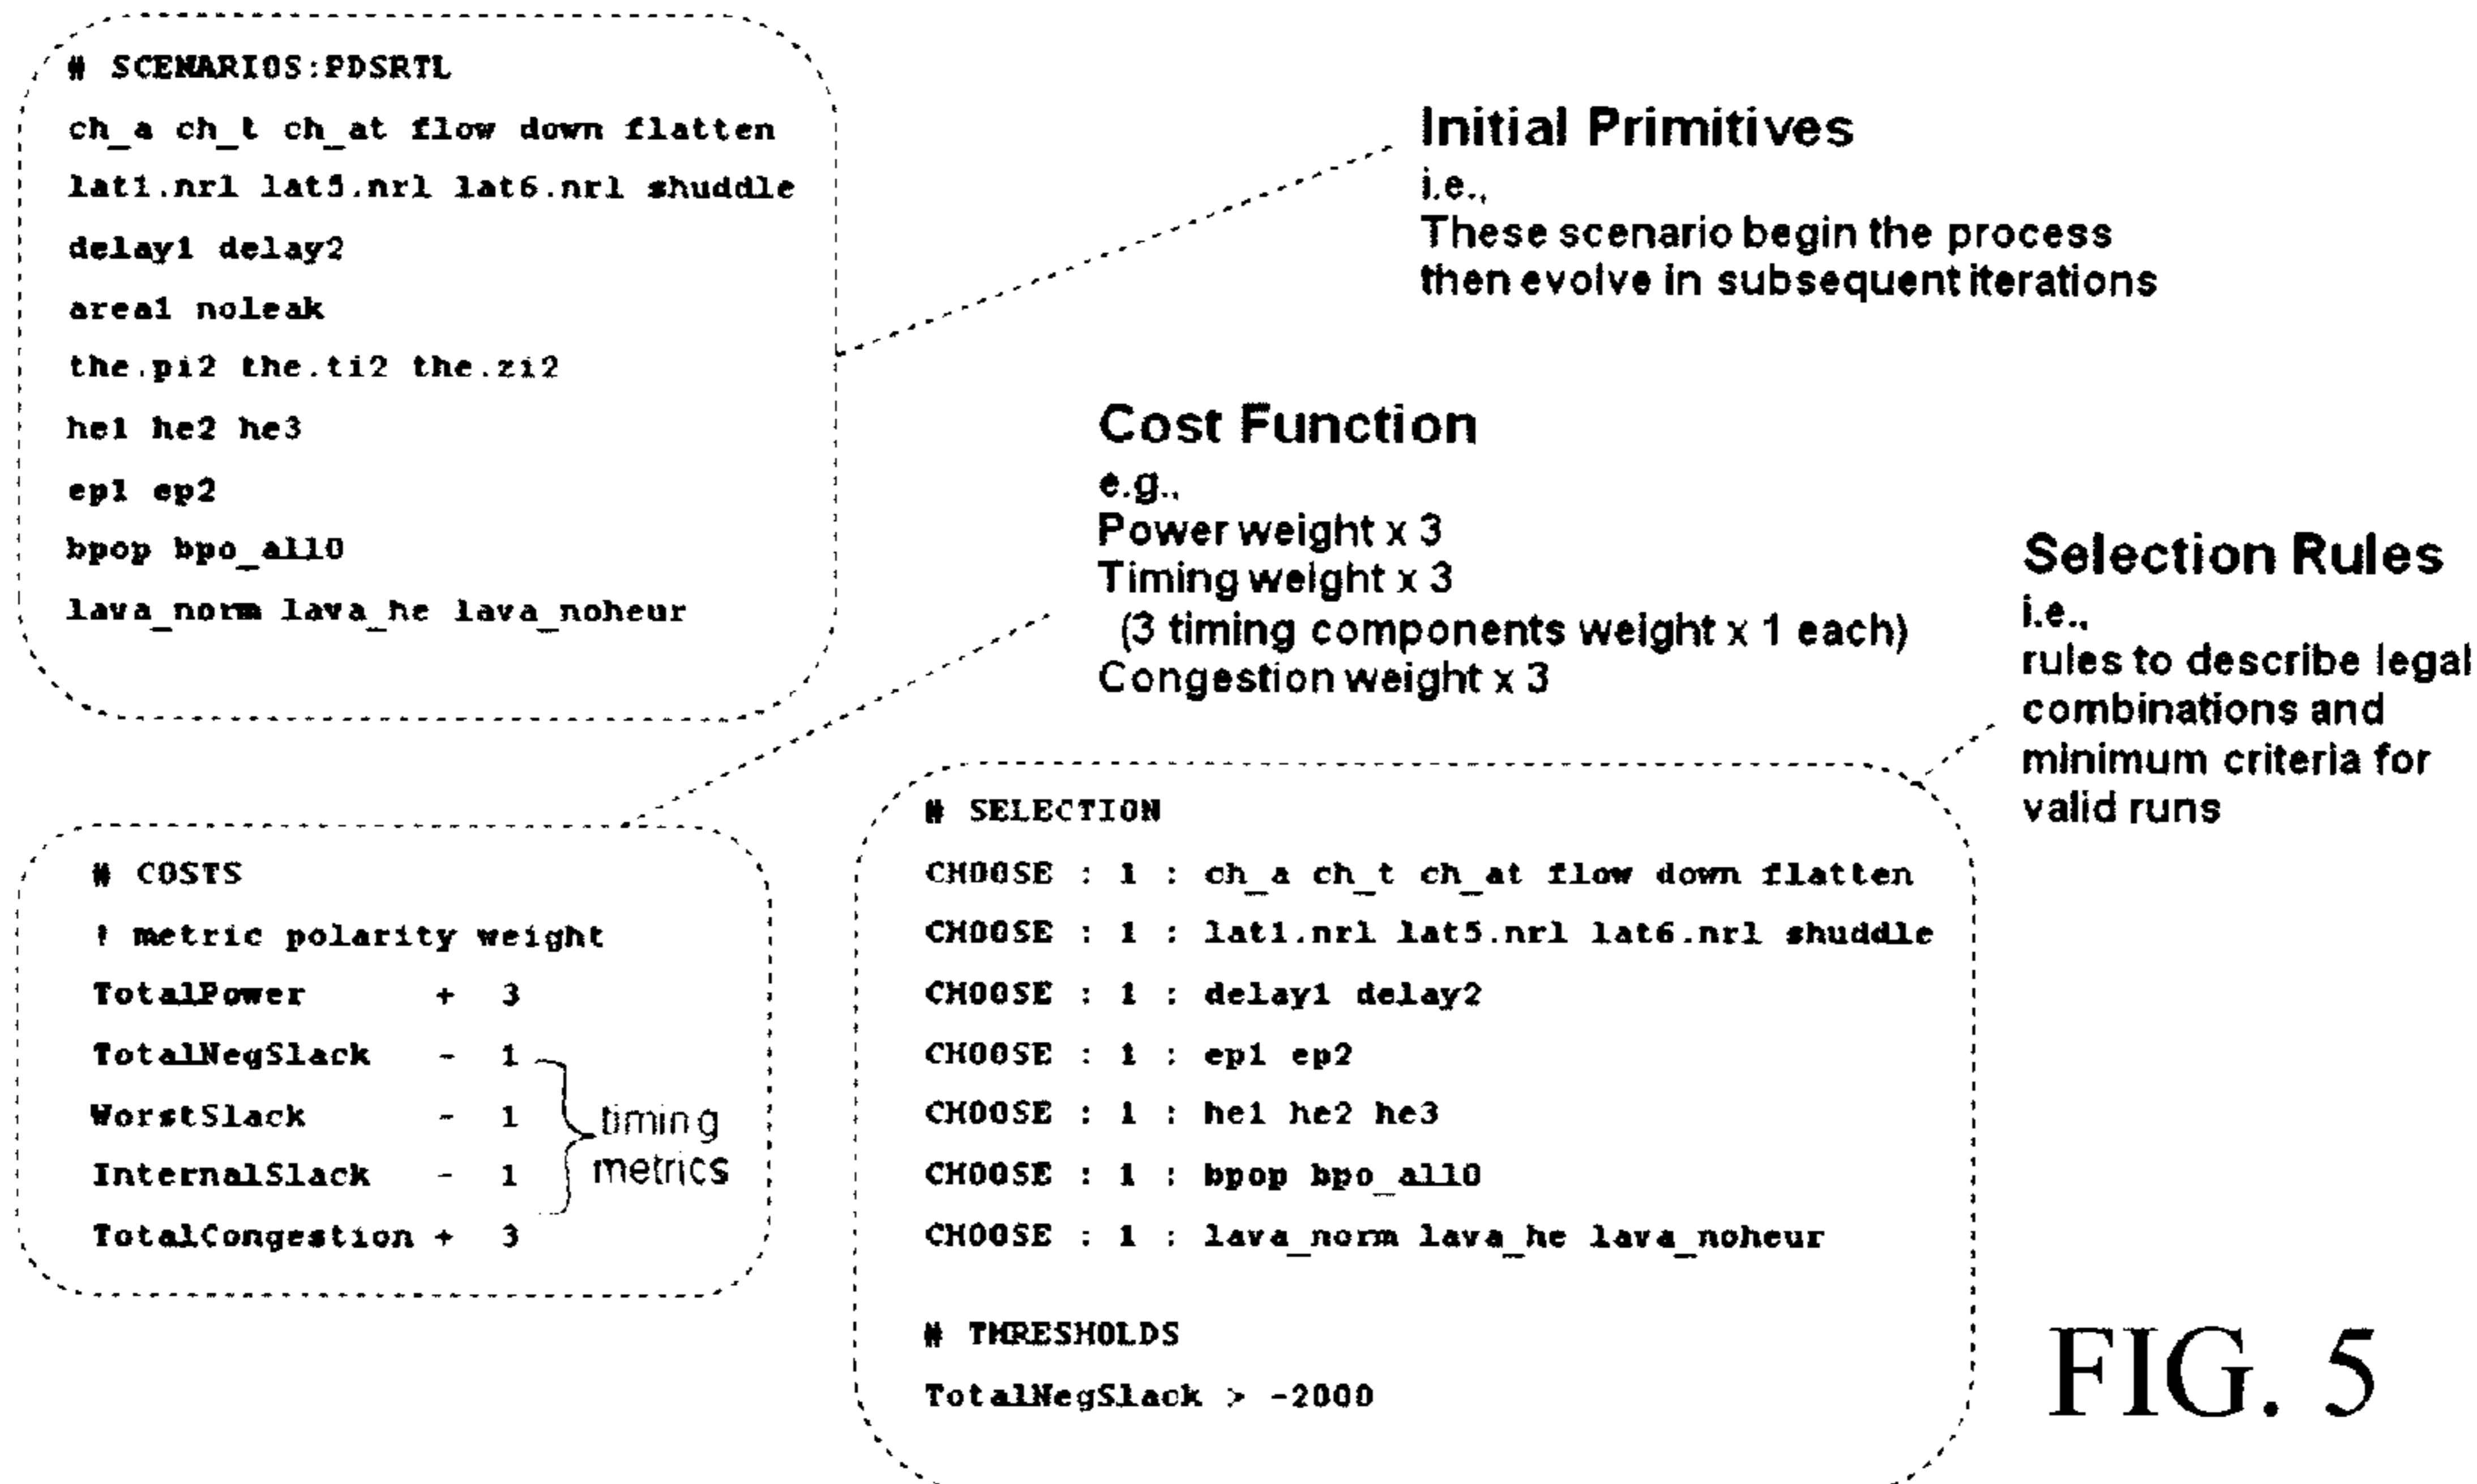 # SCENARIOS:PDSRTL
ch_a ch_t ch_at flow down flatten
lat1.nrl lat5.nrl lat6.nrl shuddle
delay1 delay2
area1 noleak
the.pi2 the.ti2 the.zi2
he1 he2 he3
ep1 ep2
bpop bpo_all0
lava_norm lava_he lava_noheur
Initial Primitives
i.e.,
These scenario begin the process
then evolve in subsequent iterations
Cost Function
e.g.,
Power weight x 3
Timing weight x 3
(3 timing components weight x 1 each)
Congestion weight x 3
Selection Rules
i.e.,
rules to describe legal
combinations and
minimum criteria for
valid runs
# COSTS
! metric polarity weight
TotalPower + 3
TotalNegSlack - 1
WorstSlack - 1
InternalSlack - 1
TotalCongestion + 3
timing
metrics
# SELECTION
CHOOSE : 1 : ch_a ch_t ch_at flow down flatten
CHOOSE : 1 : lat1.nrl lat5.nrl lat6.nrl shuddle
CHOOSE : 1 : delay1 delay2
CHOOSE : 1 : ep1 ep2
CHOOSE : 1 : he1 he2 he3
CHOOSE : 1 : bpop bpo_all0
CHOOSE : 1 : lava_norm lava_he lava_noheur
# THRESHOLDS
TotalNegSlack > -2000
FIG. 5